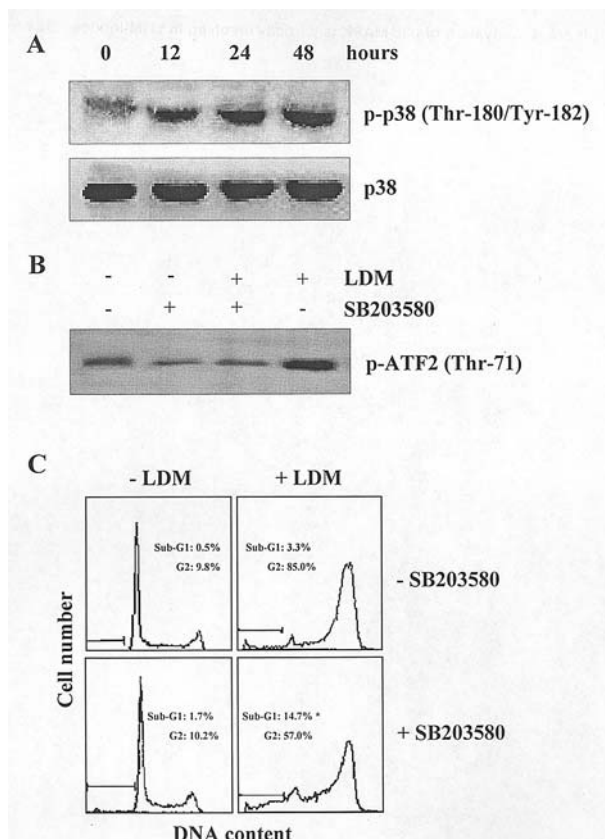 A
0 12 24 48 hours
p-p38 (Thr-180/Tyr-182)
p38
B
- - + + LDM
- + + - SB203580
p-ATF2 (Thr-71)
C
- LDM + LDM
Sub-G1: 0.5%
G2: 9.8%
Sub-G1: 3.3%
G2: 85.0%
- SB203580
Cell number
Sub-G1: 1.7%
G2: 10.2%
Sub-G1: 14.7% *
G2: 57.0%
+ SB203580
DNA content